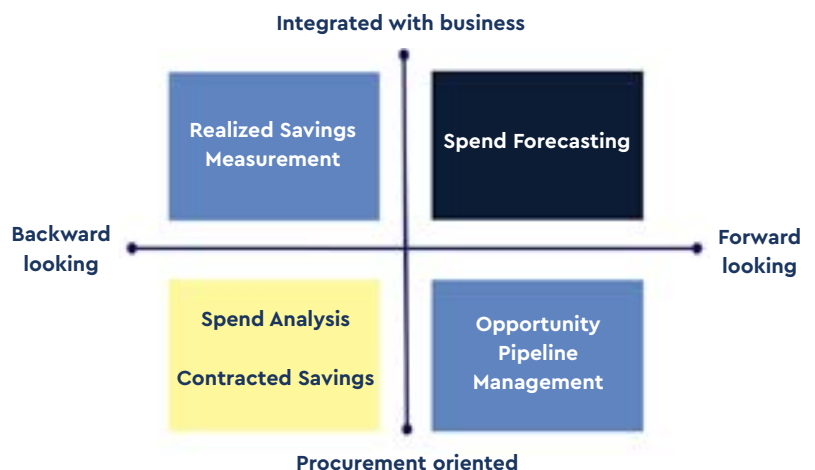 Integrated with business
Realized Savings
Measurement
Spend Forecasting
Backward
looking
Forward
looking
Spend Analysis
Contracted Savings
Opportunity
Pipeline
Management
Procurement oriented